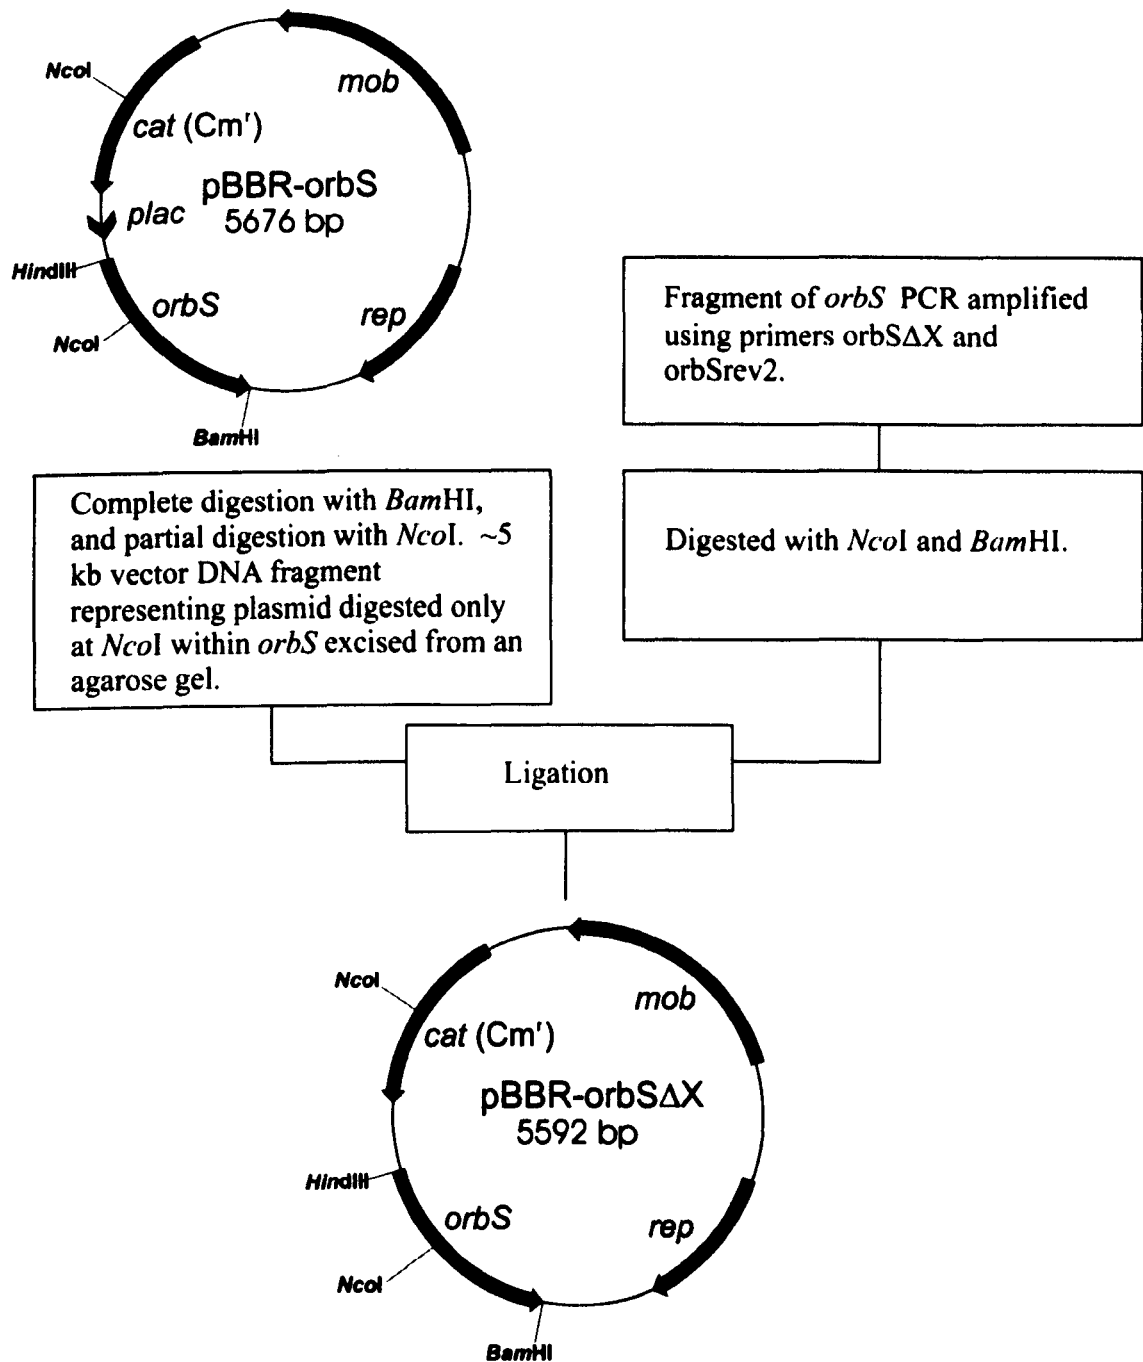 mob
NcoI
cat (Cmʳ)
pBBR-orbS
5676 bp
plac
HindIII
orbS
rep
NcoI
BamHI
Fragment of orbS PCR amplified
using primers orbSΔX and
orbSrev2.
Complete digestion with BamHI,
and partial digestion with NcoI. ~5
kb vector DNA fragment
representing plasmid digested only
at NcoI within orbS excised from an
agarose gel.
Digested with NcoI and BamHI.
Ligation
mob
NcoI
cat (Cmʳ)
pBBR-orbSΔX
5592 bp
HindIII
orbS
rep
NcoI
BamHI